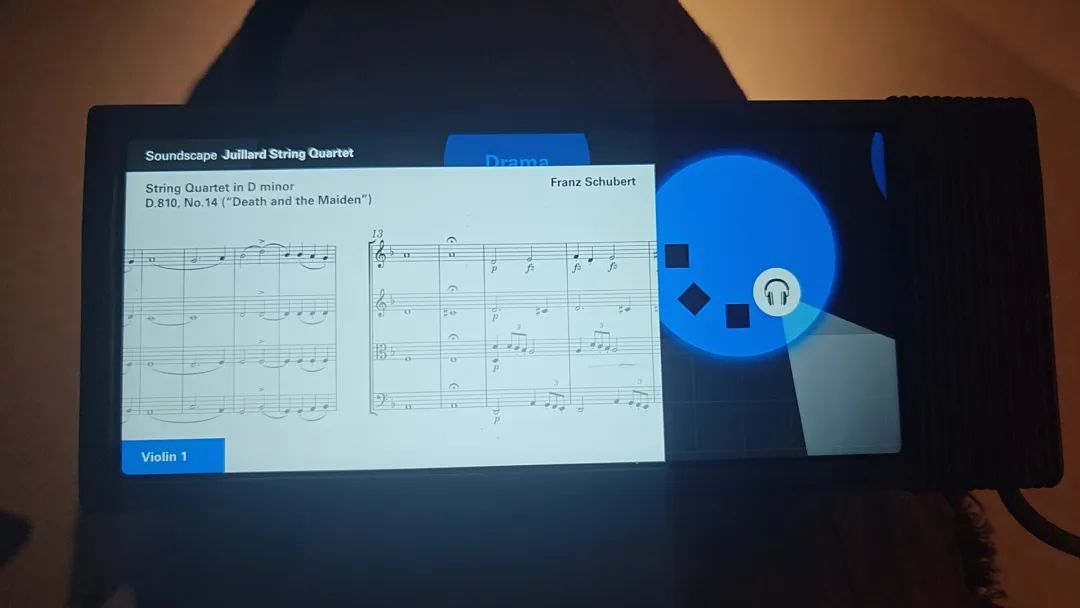 Soundscape Juillard String Quartet
Drama
String Quartet in D minor
D.810, No.14 ("Death and the Maiden")
Franz Schubert
13
p fz fz fz
p
3 3
p
3 3
p
Violin 1